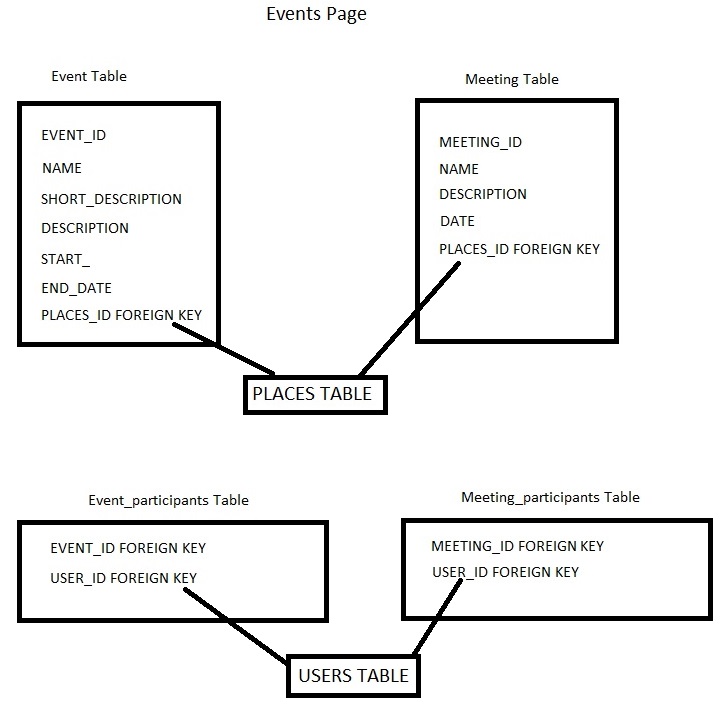 Events Page
Event Table
EVENT_ID
NAME
SHORT_DESCRIPTION
DESCRIPTION
START_
END_DATE
PLACES_ID FOREIGN KEY
Meeting Table
MEETING_ID
NAME
DESCRIPTION
DATE
PLACES_ID FOREIGN KEY
PLACES TABLE
Event_participants Table
EVENT_ID FOREIGN KEY
USER_ID FOREIGN KEY
Meeting_participants Table
MEETING_ID FOREIGN KEY
USER_ID FOREIGN KEY
USERS TABLE